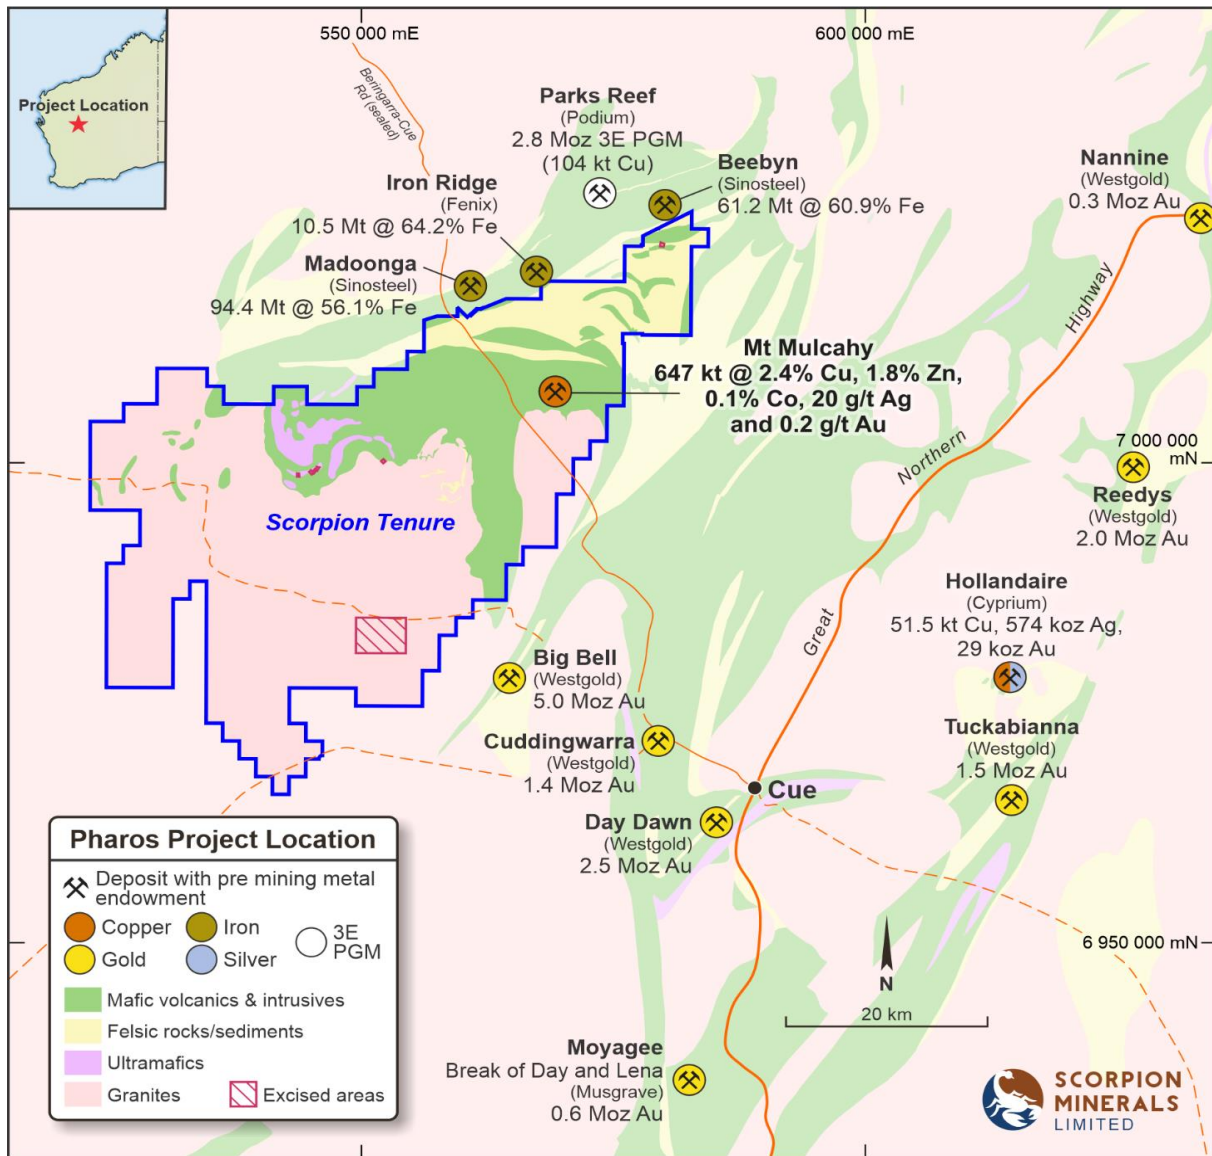 550 000 mE
600 000 mE
Project Location
Beringarra-Cue
Rd (sealed)
Parks Reef
(Podium)
2.8 Moz 3E PGM
(104 kt Cu)
Beebyn
(Sinosteel)
61.2 Mt @ 60.9% Fe
Nannine
(Westgold)
0.3 Moz Au
Iron Ridge
(Fenix)
10.5 Mt @ 64.2% Fe
Madoonga
(Sinosteel)
94.4 Mt @ 56.1% Fe
Highway
Mt Mulcahy
647 kt @ 2.4% Cu, 1.8% Zn,
0.1% Co, 20 g/t Ag
and 0.2 g/t Au
Northern
7 000 000
mN
Reedys
(Westgold)
2.0 Moz Au
Scorpion Tenure
Hollandaire
(Cyprium)
51.5 kt Cu, 574 koz Ag,
29 koz Au
Great
Big Bell
(Westgold)
5.0 Moz Au
Cuddingwarra
(Westgold)
1.4 Moz Au
Tuckabianna
(Westgold)
1.5 Moz Au
Cue
Day Dawn
(Westgold)
2.5 Moz Au
Pharos Project Location
Deposit with pre mining metal
endowment
Copper
Iron
3E
PGM
Gold
Silver
Mafic volcanics & intrusives
Felsic rocks/sediments
Ultramafics
Granites
Excised areas
6 950 000 mN
N
20 km
Moyagee
Break of Day and Lena
(Musgrave)
0.6 Moz Au
SCORPION
MINERALS
LIMITED